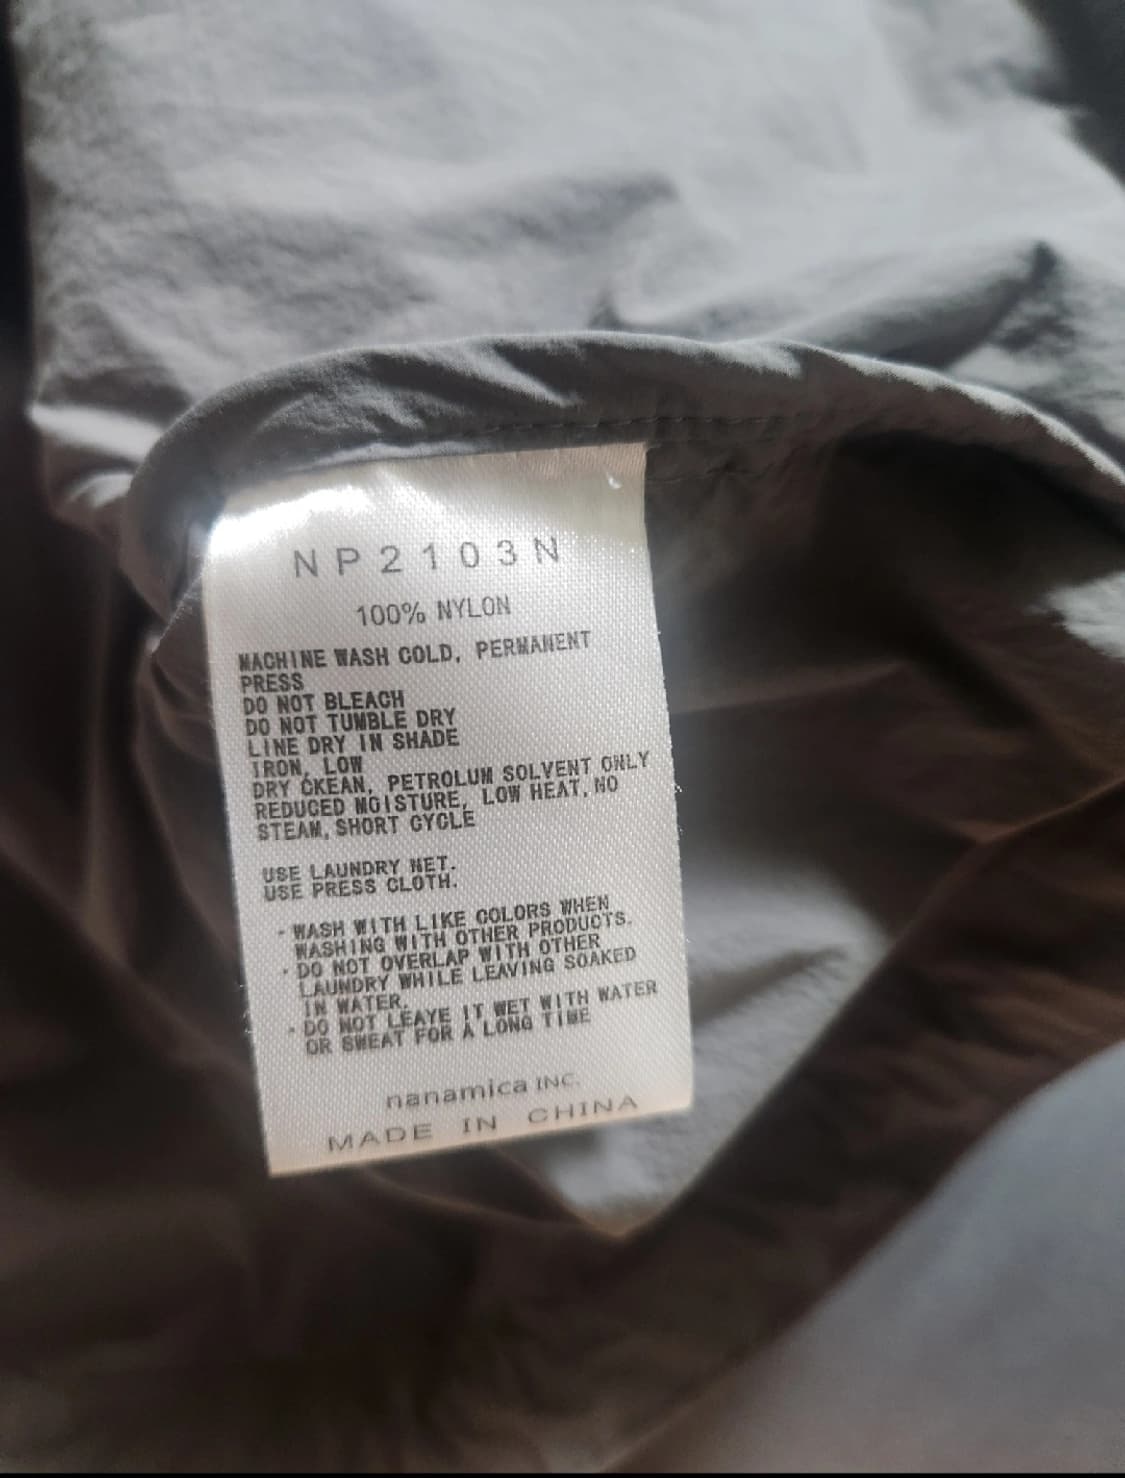 NP2103N
100% NYLON
MACHINE WASH COLD, PERMANENT
PRESS
DO NOT BLEACH
DO NOT TUMBLE DRY
LINE DRY IN SHADE
IRON, LOW
DRY CKEAN, PETROLUM SOLVENT ONLY
REDUCED MOISTURE, LOW HEAT, NO
STEAM, SHORT CYCLE
USE LAUNDRY NET.
USE PRESS CLOTH.
・WASH WITH LIKE COLORS WHEN
WASHING WITH OTHER PRODUCTS.
・DO NOT OVERLAP WITH OTHER
LAUNDRY WHILE LEAVING SOAKED
IN WATER.
・DO NOT LEAVE IT WET WITH WATER
OR SWEAT FOR A LONG TIME
nanamica INC.
MADE IN CHINA